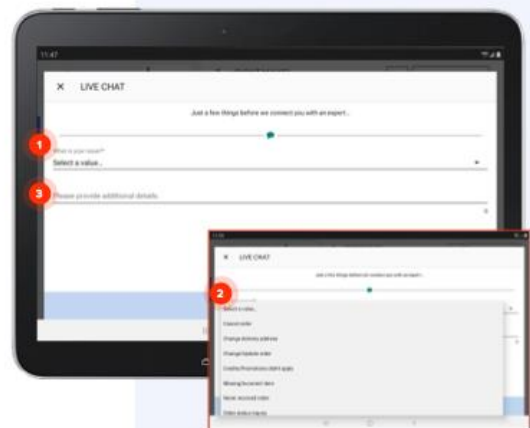 11:47
× LIVE CHAT
Just a few things before we connect you with an expert...
1
What is your issue?*
Select a value...
3
Please provide additional details.
× LIVE CHAT
Just a few things before we connect you with an expert...
2
Select a value...
Cancel order
Change delivery address
Change/Update order
Credits/Promotions didn't apply
Missing/Incorrect item
Never received order
Order status inquiry